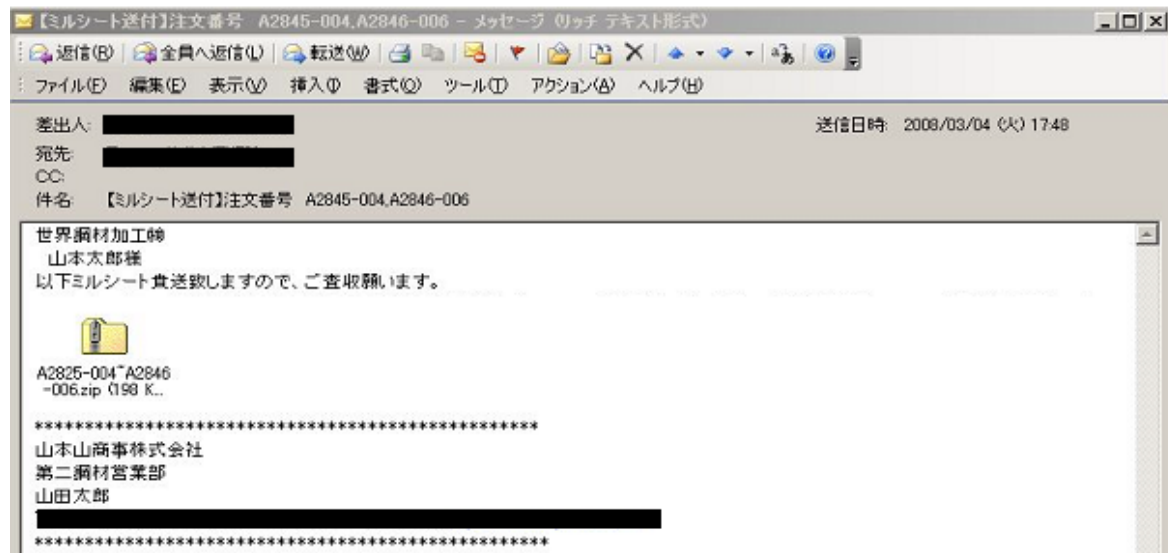 【ミルシート送付】注文番号 A2845-004,A2846-006 - メッセージ (リッチ テキスト形式)
返信(R) 全員へ返信(L) 転送(W)
ファイル(F) 編集(E) 表示(V) 挿入(I) 書式(O) ツール(T) アクション(A) ヘルプ(H)
差出人: 送信日時: 2008/03/04 (火) 17:48
宛先:
CC:
件名: 【ミルシート送付】注文番号 A2845-004,A2846-006
世界鋼材加工㈱
山本太郎様
以下ミルシート貴送致しますので、ご査収願います。
A2825-004~A2846
-006.zip (198 K...
**************************************************
山本山商事株式会社
第二鋼材営業部
山田太郎
***************************************************